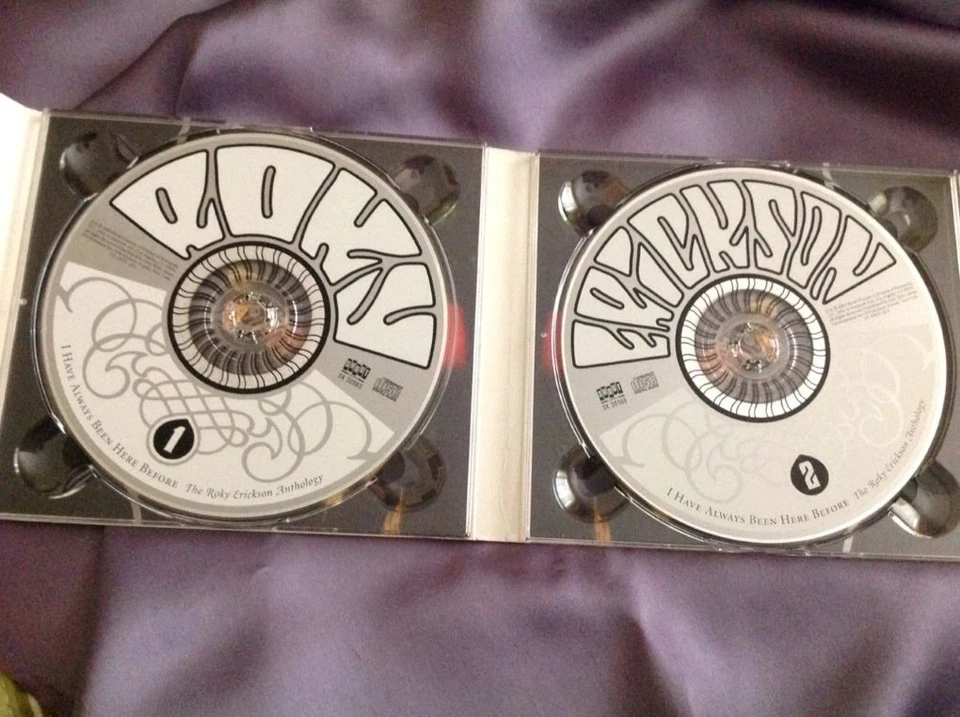 ROKY
1
I HAVE ALWAYS BEEN HERE BEFORE The Roky Erickson Anthology
ERICKSON
2
I HAVE ALWAYS BEEN HERE BEFORE The Roky Erickson Anthology